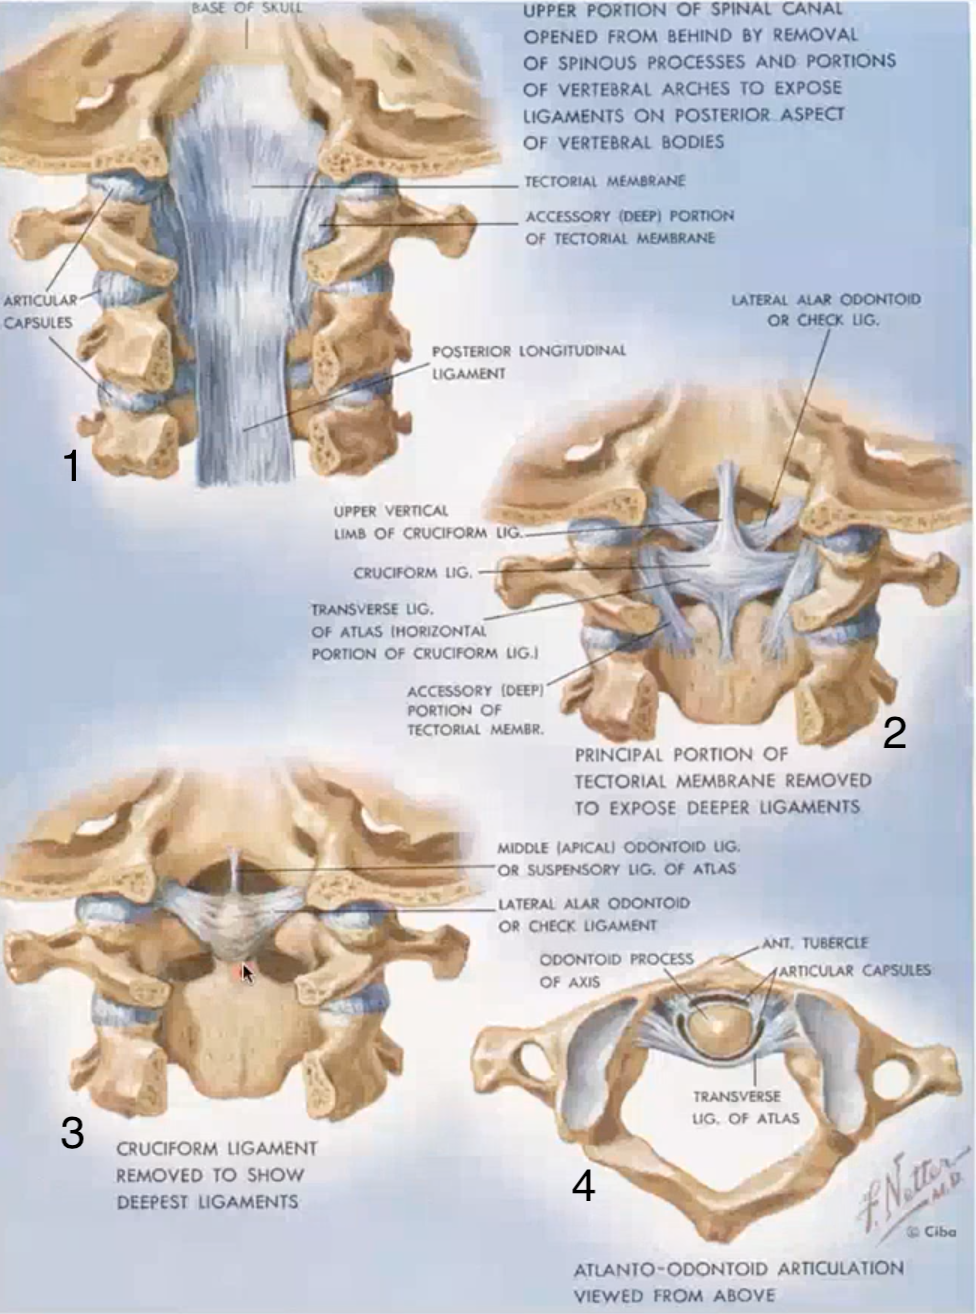 BASE OF SKULL
UPPER PORTION OF SPINAL CANAL
OPENED FROM BEHIND BY REMOVAL
OF SPINOUS PROCESSES AND PORTIONS
OF VERTEBRAL ARCHES TO EXPOSE
LIGAMENTS ON POSTERIOR ASPECT
OF VERTEBRAL BODIES
TECTORIAL MEMBRANE
ACCESSORY (DEEP) PORTION
OF TECTORIAL MEMBRANE
ARTICULAR
CAPSULES
POSTERIOR LONGITUDINAL
LIGAMENT
1
LATERAL ALAR ODONTOID
OR CHECK LIG.
UPPER VERTICAL
LIMB OF CRUCIFORM LIG.
CRUCIFORM LIG.
TRANSVERSE LIG.
OF ATLAS (HORIZONTAL
PORTION OF CRUCIFORM LIG.)
ACCESSORY (DEEP)
PORTION OF
TECTORIAL MEMBR.
2
PRINCIPAL PORTION OF
TECTORIAL MEMBRANE REMOVED
TO EXPOSE DEEPER LIGAMENTS
MIDDLE (APICAL) ODONTOID LIG.
OR SUSPENSORY LIG. OF ATLAS
LATERAL ALAR ODONTOID
OR CHECK LIGAMENT
3
CRUCIFORM LIGAMENT
REMOVED TO SHOW
DEEPEST LIGAMENTS
ANT. TUBERCLE
ODONTOID PROCESS
OF AXIS
ARTICULAR CAPSULES
TRANSVERSE
LIG. OF ATLAS
4
F. Netter
M.D.
© Ciba
ATLANTO-ODONTOID ARTICULATION
VIEWED FROM ABOVE